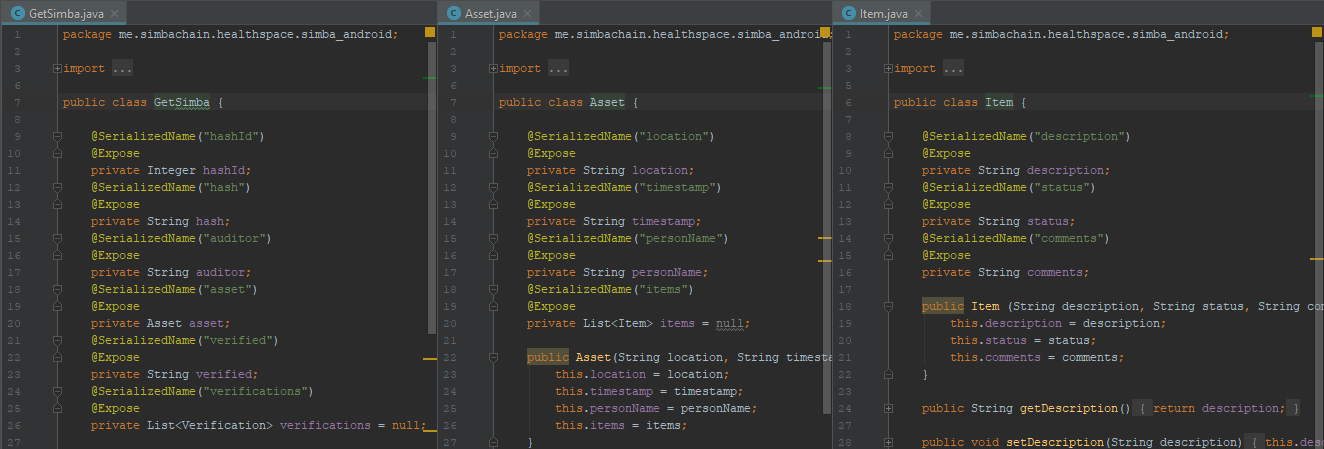 GetSimba.java
1 package me.simbachain.healthspace.simba_android;
2
3 import ...
6
7 public class GetSimba {
8
9 @SerializedName("hashId")
10 @Expose
11 private Integer hashId;
12 @SerializedName("hash")
13 @Expose
14 private String hash;
15 @SerializedName("auditor")
16 @Expose
17 private String auditor;
18 @SerializedName("asset")
19 @Expose
20 private Asset asset;
21 @SerializedName("verified")
22 @Expose
23 private String verified;
24 @SerializedName("verifications")
25 @Expose
26 private List<Verification> verifications = null;
27
Asset.java
1 package me.simbachain.healthspace.simba_android;
2
3 import ...
6
7 public class Asset {
8
9 @SerializedName("location")
10 @Expose
11 private String location;
12 @SerializedName("timestamp")
13 @Expose
14 private String timestamp;
15 @SerializedName("personName")
16 @Expose
17 private String personName;
18 @SerializedName("items")
19 @Expose
20 private List<Item> items = null;
21
22 public Asset(String location, String timesta
23 this.location = location;
24 this.timestamp = timestamp;
25 this.personName = personName;
26 this.items = items;
27 }
Item.java
1 package me.simbachain.healthspace.simba_android;
2
3 import ...
5
6 public class Item {
7
8 @SerializedName("description")
9 @Expose
10 private String description;
11 @SerializedName("status")
12 @Expose
13 private String status;
14 @SerializedName("comments")
15 @Expose
16 private String comments;
17
18 public Item (String description, String status, String co
19 this.description = description;
20 this.status = status;
21 this.comments = comments;
22 }
23
24 public String getDescription() { return description; }
27
28 public void setDescription(String description) { this.des